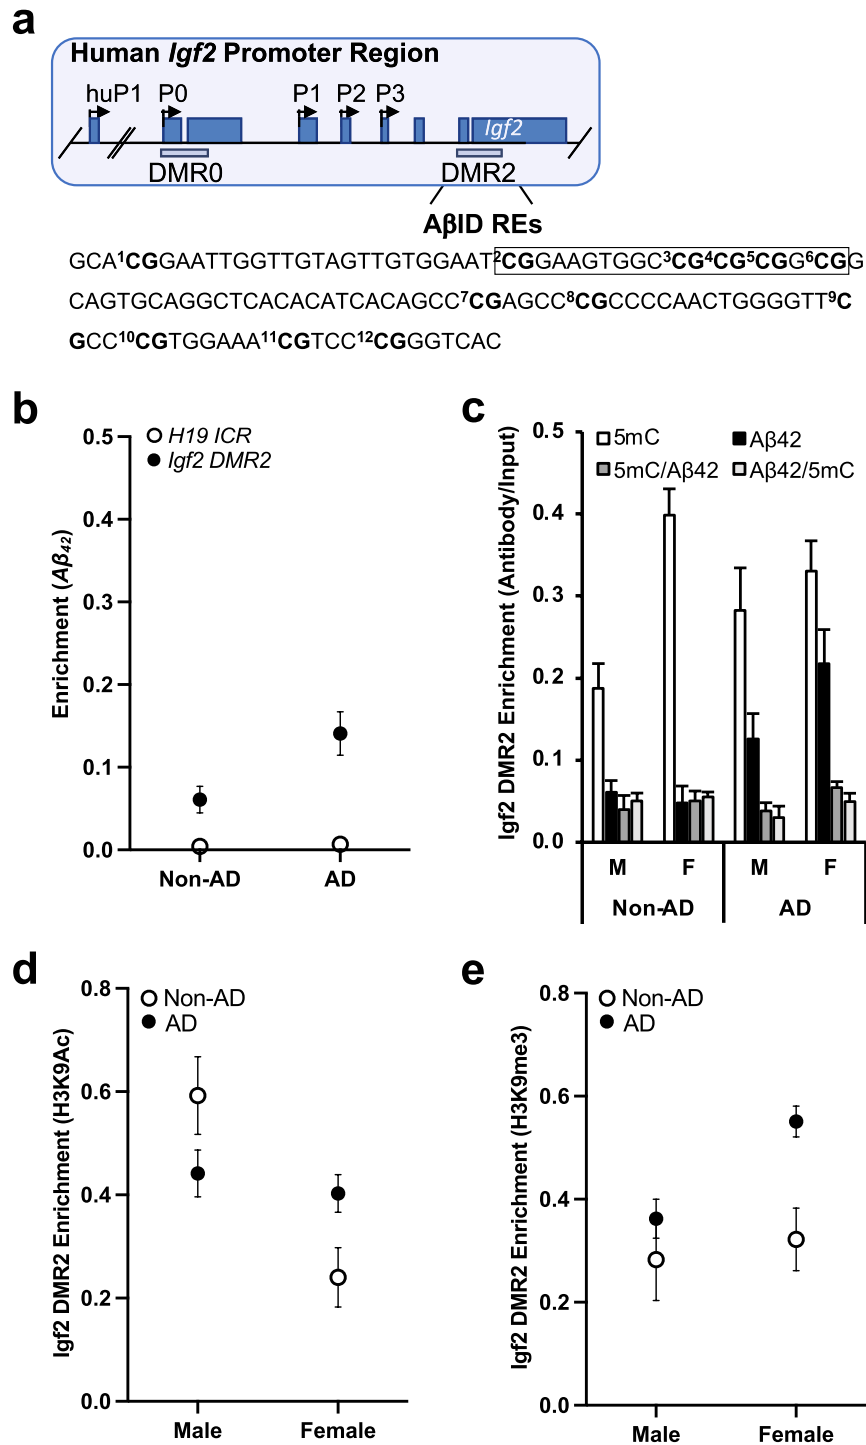 a
Human Igf2 Promoter Region
huP1 P0 P1 P2 P3
Igf2
DMR0 DMR2
AβID REs
GCA¹CGGAATTGGTTGTAGTTGTGGAAT²CGGAAGTGGC³CG⁴CG⁵CGG⁶CGG
CAGTGCAGGCTCACACATCACAGCC⁷CGAGCC⁸CGCCCCAACTGGGGTT⁹C
GCC¹⁰CGTGGAAA¹¹CGTCC¹²CGGGTCAC
b
H19 ICR
Igf2 DMR2
Enrichment (Aβ₄₂)
0.5
0.4
0.3
0.2
0.1
0.0
Non-AD AD
c
5mC Aβ42
5mC/Aβ42 Aβ42/5mC
Igf2 DMR2 Enrichment (Antibody/Input)
0.5
0.4
0.3
0.2
0.1
0.0
M F M F
Non-AD AD
d
Non-AD
AD
Igf2 DMR2 Enrichment (H3K9Ac)
0.8
0.6
0.4
0.2
0.0
Male Female
e
Non-AD
AD
Igf2 DMR2 Enrichment (H3K9me3)
0.8
0.6
0.4
0.2
0.0
Male Female